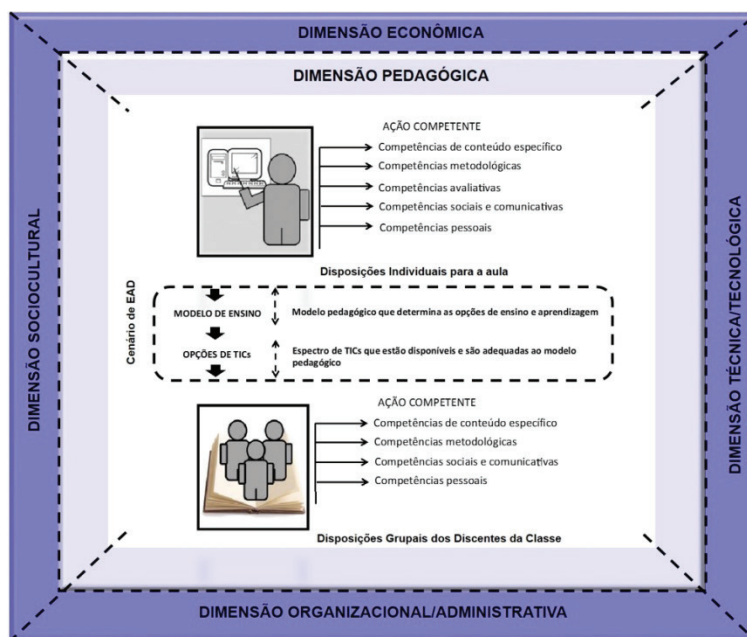 DIMENSÃO ECONÔMICA
DIMENSÃO PEDAGÓGICA
DIMENSÃO SOCIOCULTURAL
DIMENSÃO TÉCNICA/TECNOLÓGICA
AÇÃO COMPETENTE
Competências de conteúdo específico
Competências metodológicas
Competências avaliativas
Competências sociais e comunicativas
Competências pessoais
Disposições Individuais para a aula
Cenário de EAD
MODELO DE ENSINO
Modelo pedagógico que determina as opções de ensino e aprendizagem
OPÇÕES DE TICs
Espectro de TICs que estão disponíveis e são adequadas ao modelo
pedagógico
AÇÃO COMPETENTE
Competências de conteúdo específico
Competências metodológicas
Competências sociais e comunicativas
Competências pessoais
Disposições Grupais dos Discentes da Classe
DIMENSÃO ORGANIZACIONAL/ADMINISTRATIVA